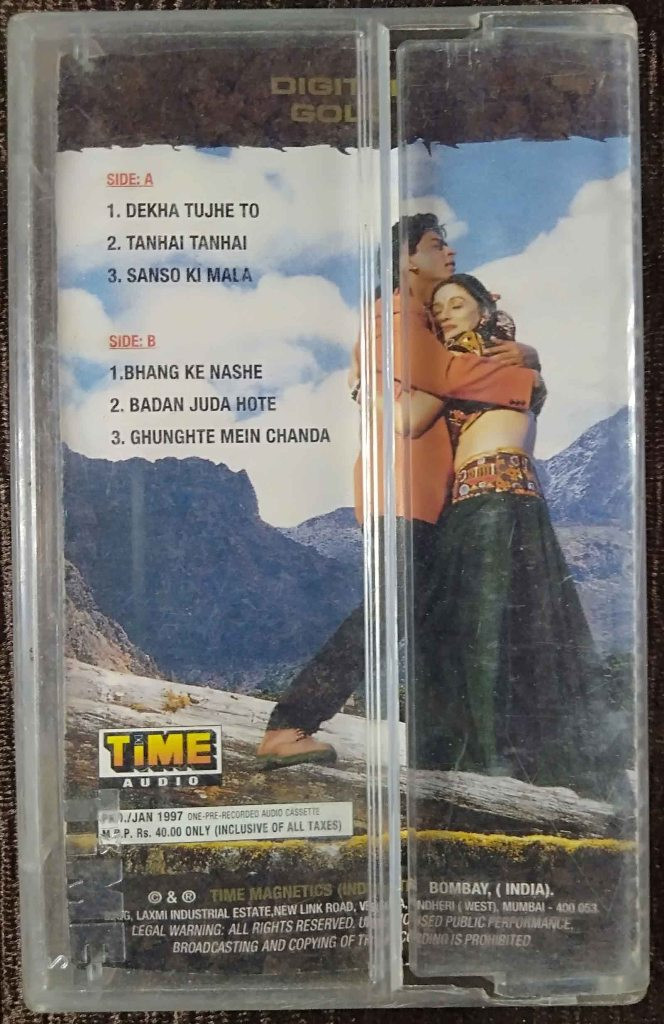 DIGIT
GOL
SIDE: A
1. DEKHA TUJHE TO
2. TANHAI TANHAI
3. SANSO KI MALA
SIDE: B
1.BHANG KE NASHE
2. BADAN JUDA HOTE
3. GHUNGHTE MEIN CHANDA
TiME
AUDIO
/JAN 1997 ONE-PRE-RECORDED AUDIO CASSETTE
M.R.P. Rs. 40.00 ONLY (INCLUSIVE OF ALL TAXES)
© & ® TIME MAGNETICS (IND BOMBAY, ( INDIA).
LAXMI INDUSTRIAL ESTATE,NEW LINK ROAD, NDHERI ( WEST), MUMBAI - 400 053.
LEGAL WARNING: ALL RIGHTS RESERVED. PUBLIC PERFORMANCE,
BROADCASTING AND COPYING OF IS PROHIBITED